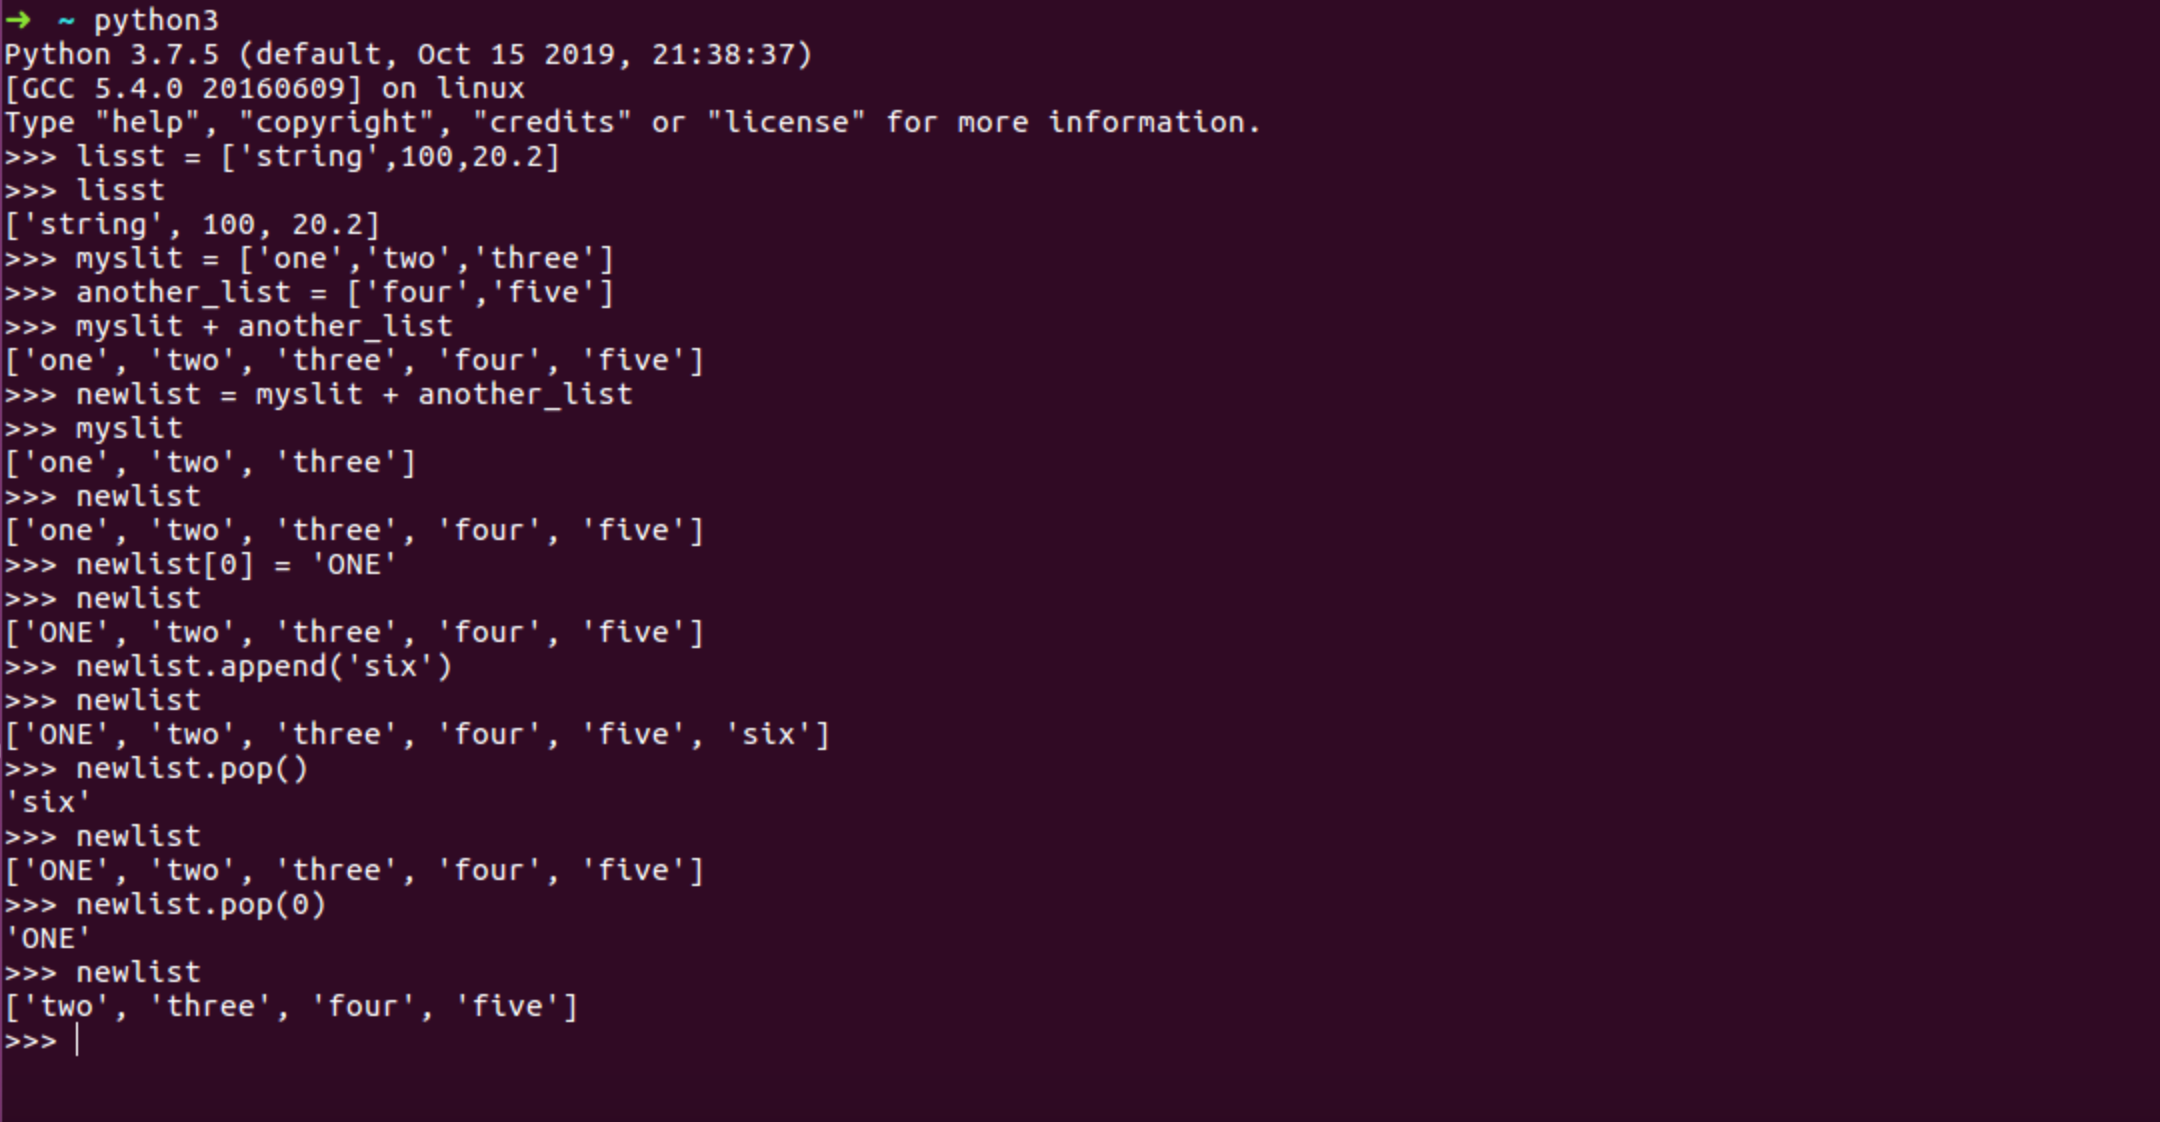 ➜  ~ python3
Python 3.7.5 (default, Oct 15 2019, 21:38:37)
[GCC 5.4.0 20160609] on linux
Type "help", "copyright", "credits" or "license" for more information.
>>> lisst = ['string',100,20.2]
>>> lisst
['string', 100, 20.2]
>>> myslit = ['one','two','three']
>>> another_list = ['four','five']
>>> myslit + another_list
['one', 'two', 'three', 'four', 'five']
>>> newlist = myslit + another_list
>>> myslit
['one', 'two', 'three']
>>> newlist
['one', 'two', 'three', 'four', 'five']
>>> newlist[0] = 'ONE'
>>> newlist
['ONE', 'two', 'three', 'four', 'five']
>>> newlist.append('six')
>>> newlist
['ONE', 'two', 'three', 'four', 'five', 'six']
>>> newlist.pop()
'six'
>>> newlist
['ONE', 'two', 'three', 'four', 'five']
>>> newlist.pop(0)
'ONE'
>>> newlist
['two', 'three', 'four', 'five']
>>>